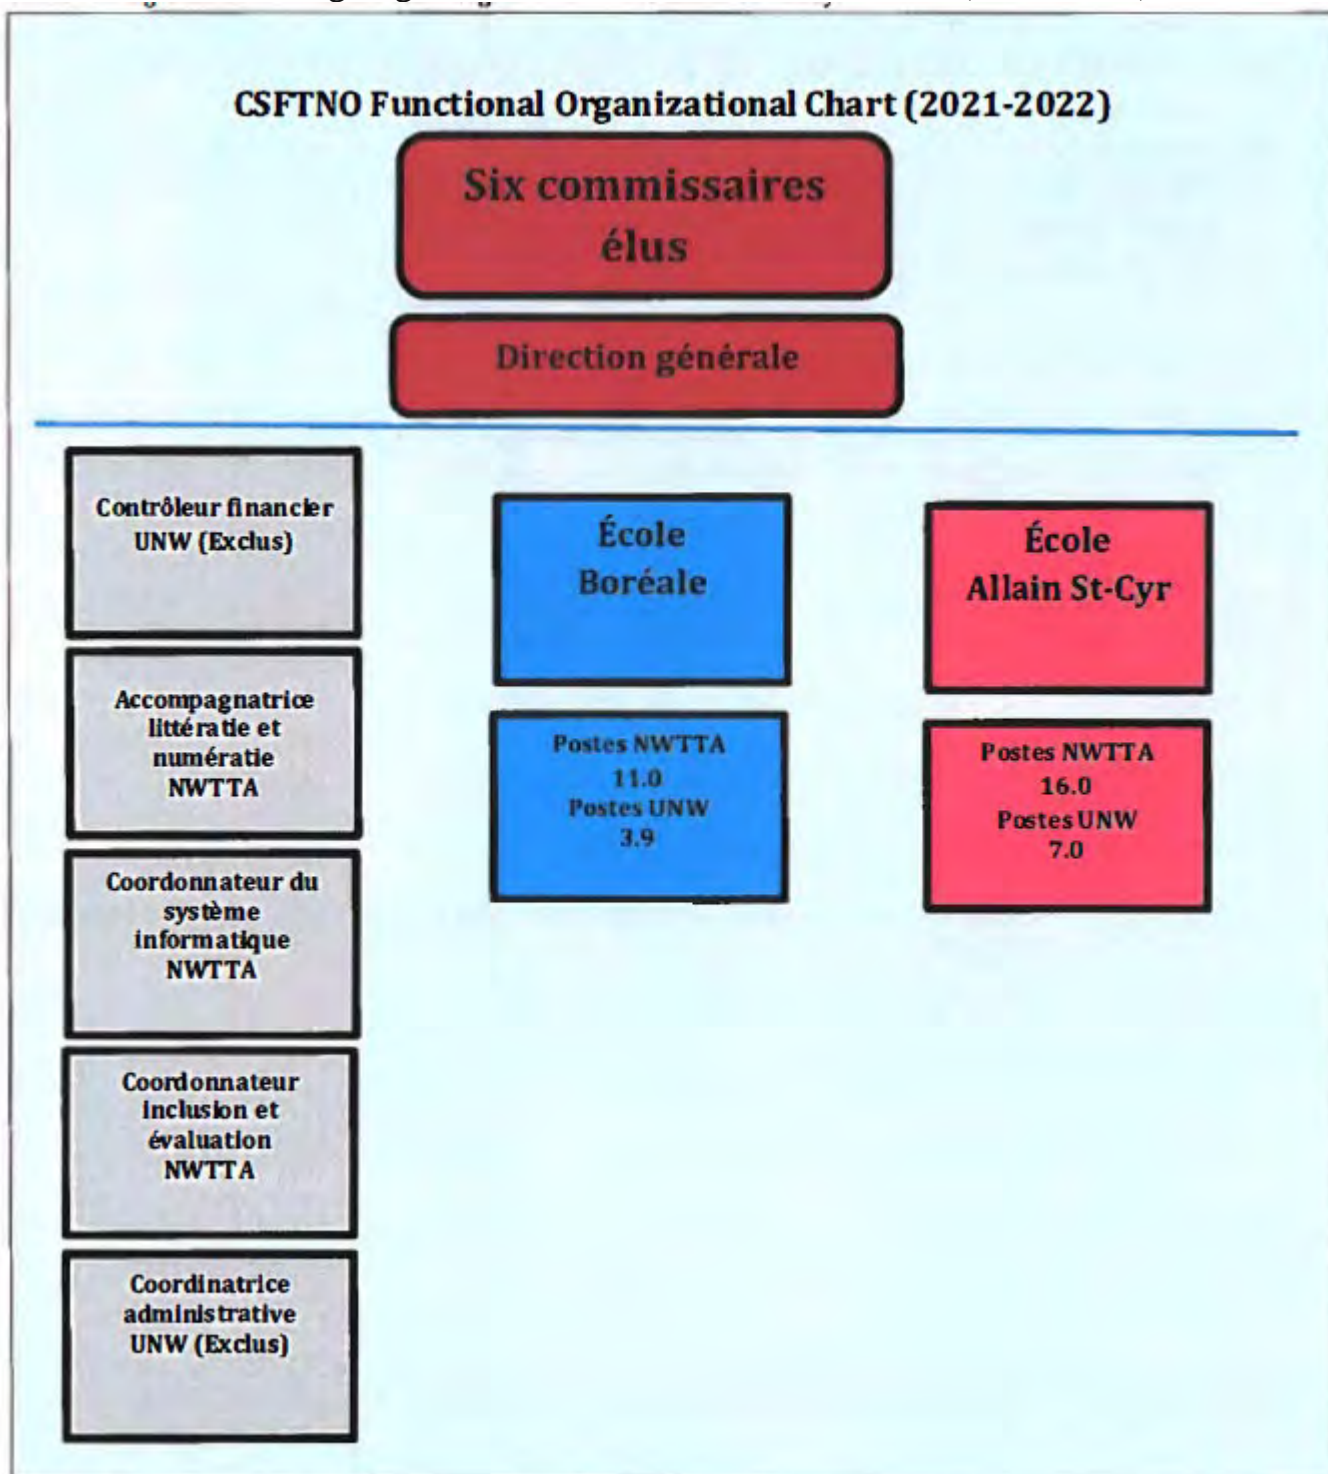 CSFTNO Functional Organizational Chart (2021-2022)
Six commissaires
élus
Direction générale
Contrôleur financier
UNW (Exclus)
Accompagnatrice
littératie et
numératie
NWTTA
Coordonnateur du
système
informatique
NWTTA
Coordonnateur
inclusion et
évaluation
NWTTA
Coordinatrice
administrative
UNW (Exclus)
École
Boréale
Postes NWTTA
11.0
Postes UNW
3.9
École
Allain St-Cyr
Postes NWTTA
16.0
Postes UNW
7.0